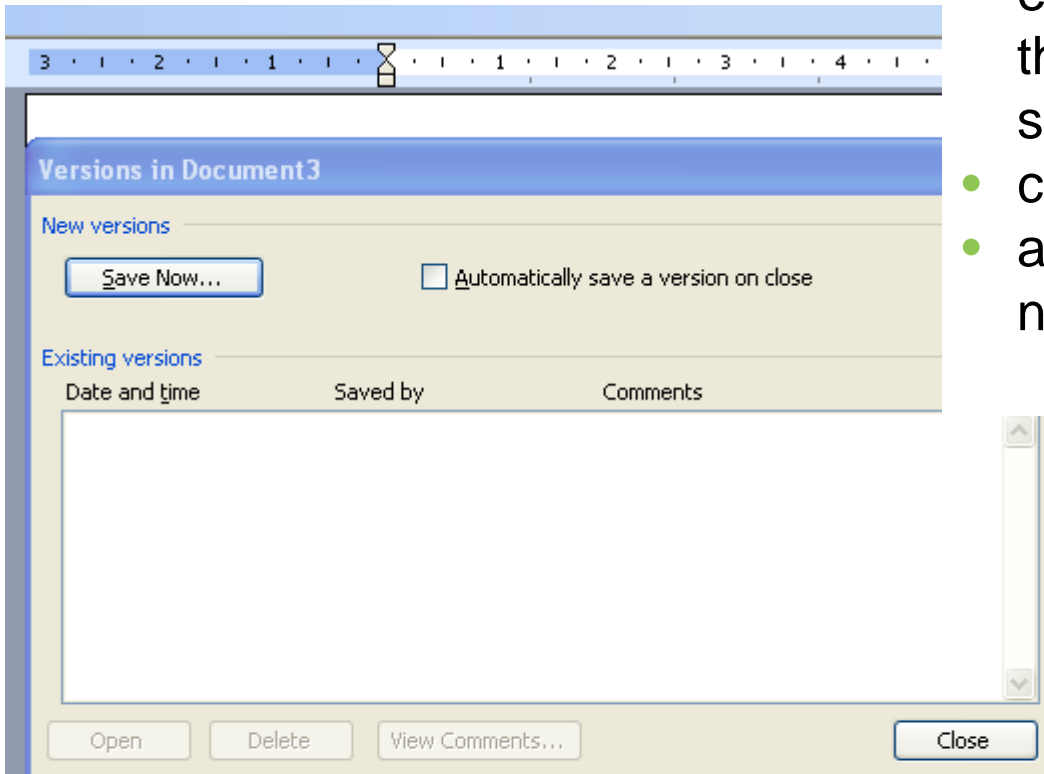 3 · ı · 2 · ı · 1 · ı · · ı · 1 · ı · 2 · ı · 3 · ı · 4 · ı ·
Versions in Document3
New versions
Save Now...
Automatically save a version on close
Existing versions
Date and time Saved by Comments
Open Delete View Comments... Close